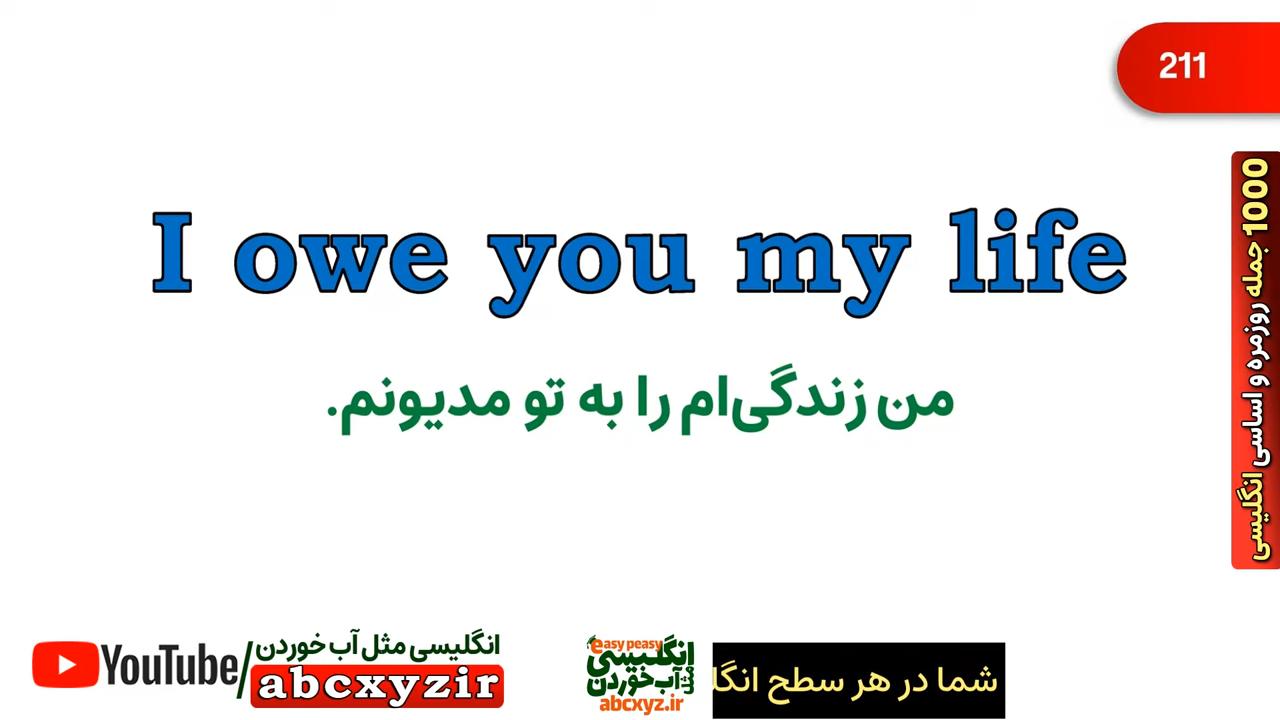 211
I owe you my life
من زندگی‌ام را به تو مدیونم.
1000 جمله روزمره و اساسی انگلیسی
YouTube/
انگلیسی مثل آب خوردن
abcxyzir
easy peasy
انگلیسی
مثل آب خوردن
abcxyz.ir
شما در هر سطح